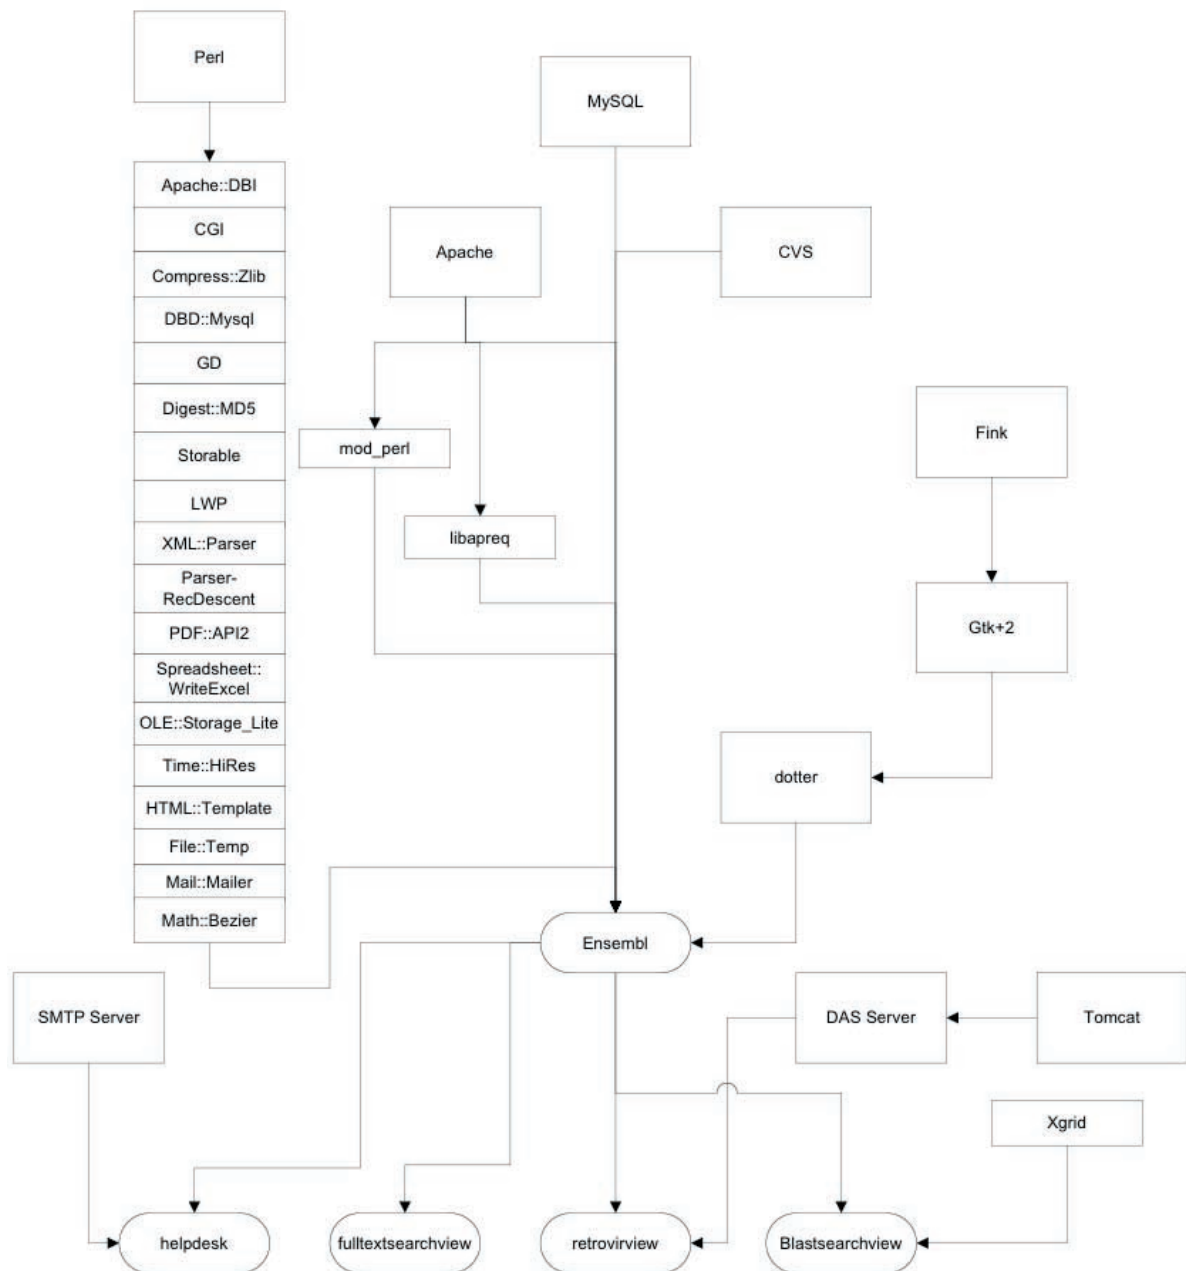 Perl
MySQL
Apache::DBI
CGI
Compress::Zlib
DBD::Mysql
GD
Digest::MD5
Storable
LWP
XML::Parser
Parser-
RecDescent
PDF::API2
Spreadsheet::
WriteExcel
OLE::Storage_Lite
Time::HiRes
HTML::Template
File::Temp
Mail::Mailer
Math::Bezier
Apache
CVS
mod_perl
libapreq
Fink
Gtk+2
dotter
Ensembl
SMTP Server
DAS Server
Tomcat
Xgrid
helpdesk
fulltextsearchview
retrovirview
Blastsearchview